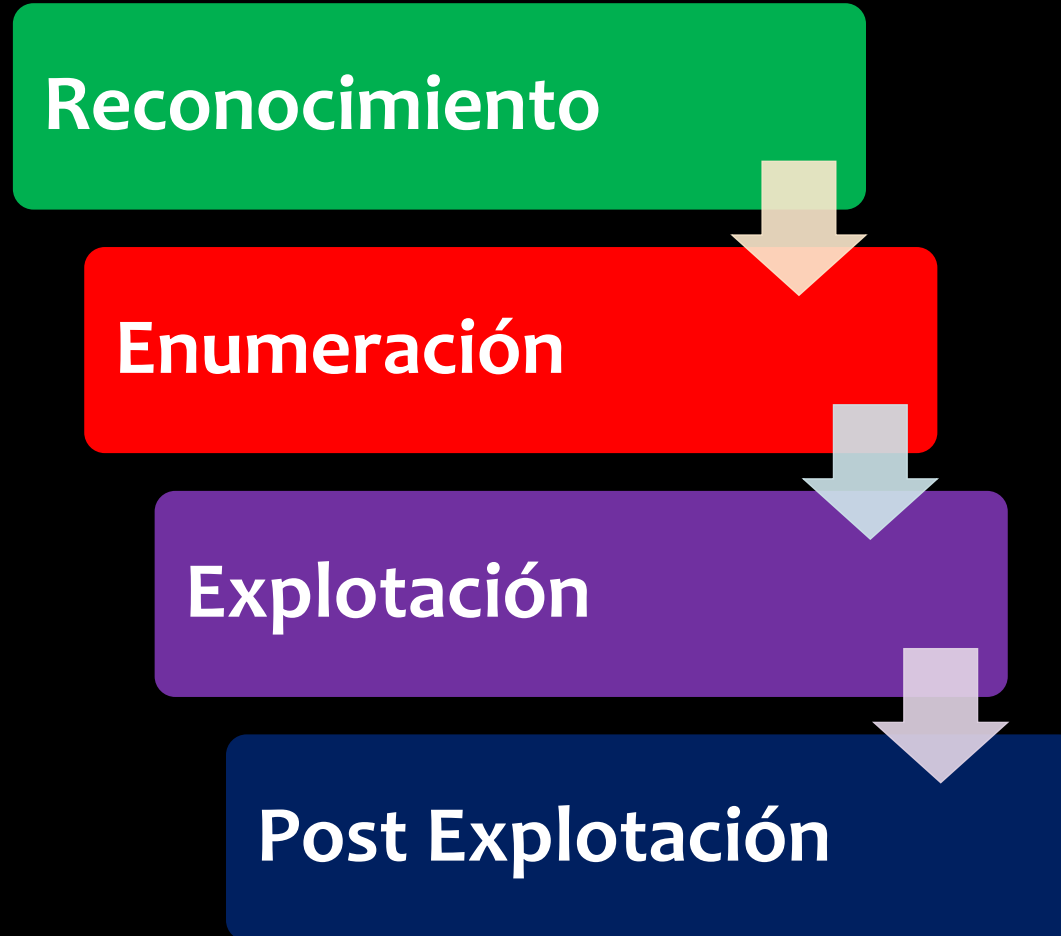 Reconocimiento
Enumeración
Explotación
Post Explotación